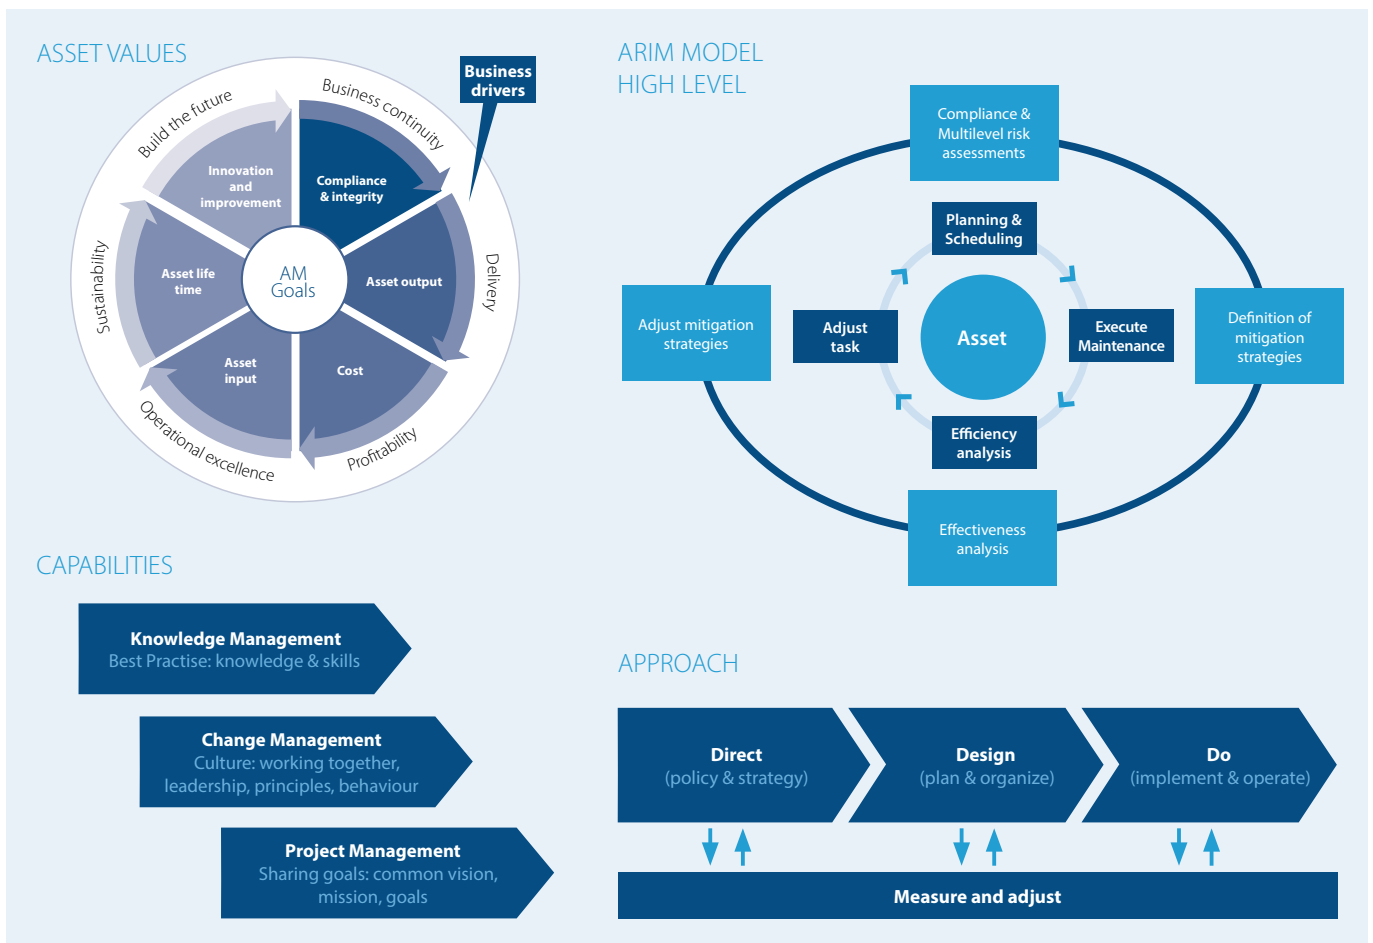 ASSET VALUES
Business
drivers
Build the future
Business continuity
Innovation
and
improvement
Compliance
& integrity
Sustainability
Asset life
time
AM
Goals
Asset output
Delivery
Asset
input
Cost
Operational excellence
Profitability
ARIM MODEL
HIGH LEVEL
Compliance &
Multilevel risk
assessments
Planning &
Scheduling
Adjust mitigation
strategies
Adjust
task
Asset
Execute
Maintenance
Definition of
mitigation
strategies
Efficiency
analysis
Effectiveness
analysis
CAPABILITIES
Knowledge Management
Best Practise: knowledge & skills
Change Management
Culture: working together,
leadership, principles, behaviour
Project Management
Sharing goals: common vision,
mission, goals
APPROACH
Direct
(policy & strategy)
Design
(plan & organize)
Do
(implement & operate)
Measure and adjust